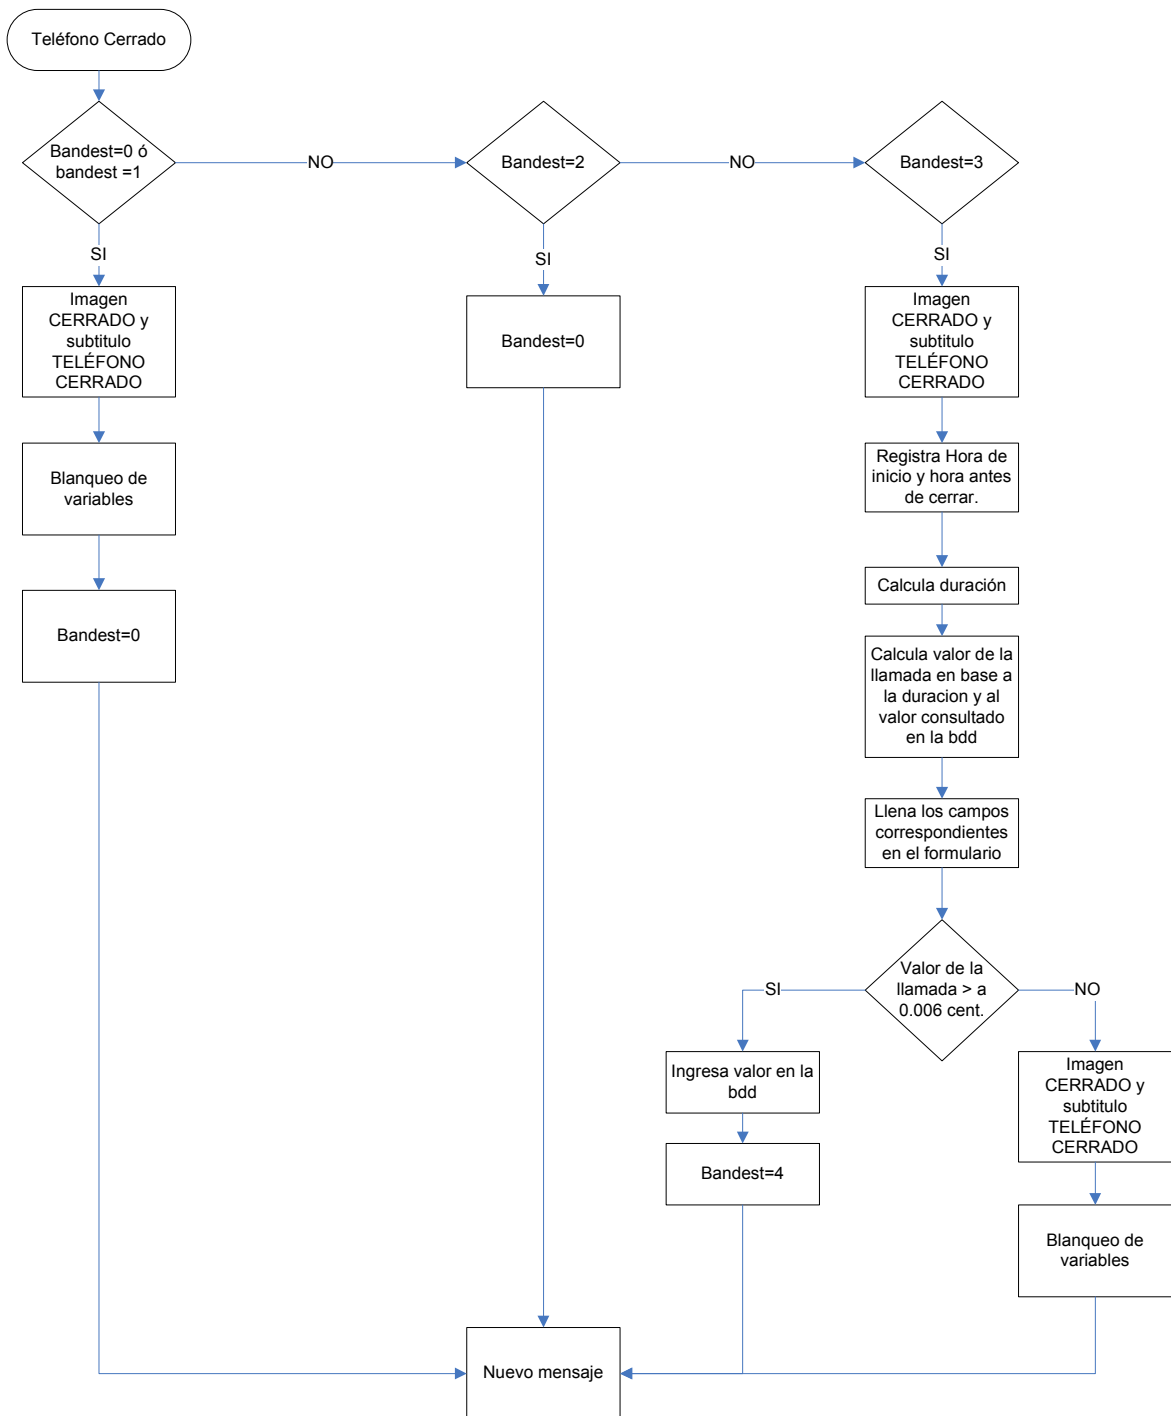 Teléfono Cerrado
Bandest=0 ó
bandest =1
NO
Bandest=2
NO
Bandest=3
SI
SI
SI
Imagen
CERRADO y
subtitulo
TELÉFONO
CERRADO
Bandest=0
Imagen
CERRADO y
subtitulo
TELÉFONO
CERRADO
Blanqueo de
variables
Registra Hora de
inicio y hora antes
de cerrar.
Bandest=0
Calcula duración
Calcula valor de la
llamada en base a
la duracion y al
valor consultado
en la bdd
Llena los campos
correspondientes
en el formulario
Valor de la
llamada > a
0.006 cent.
SI
NO
Ingresa valor en la
bdd
Imagen
CERRADO y
subtitulo
TELÉFONO
CERRADO
Bandest=4
Blanqueo de
variables
Nuevo mensaje